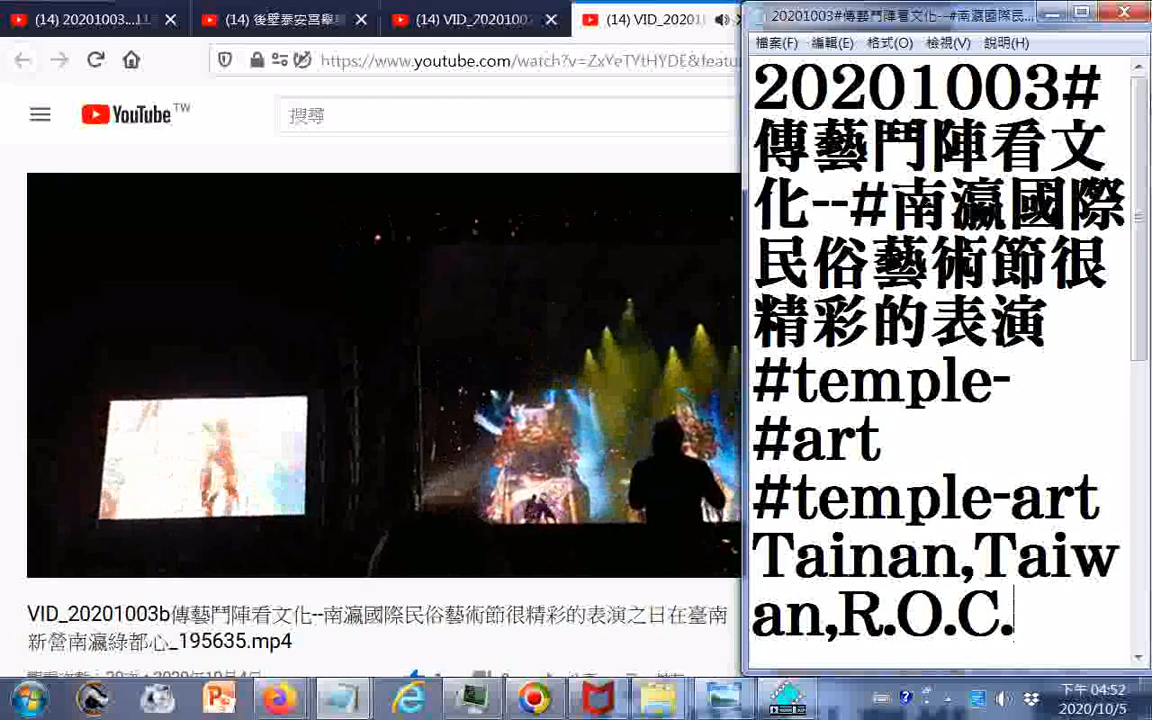 (14) 20201003...
(14) 後壁泰安宮
(14) VID_2020100
(14) VID_2020
20201003#傳藝鬥陣看文化--#南瀛國際民...
https://www.youtube.com/watch?v=ZxYeTYtHYDE&featu
檔案(F) 編輯(E) 格式(O) 檢視(V) 說明(H)
YouTube TW
搜尋
20201003#
傳藝鬥陣看文
化--#南瀛國際
民俗藝術節很
精彩的表演
#temple-
#art
#temple-art
Tainan,Taiw
an,R.O.C.
VID_20201003b傳藝鬥陣看文化--南瀛國際民俗藝術節很精彩的表演之日在臺南
新營南瀛綠都心_195635.mp4
下午 04:52
2020/10/5